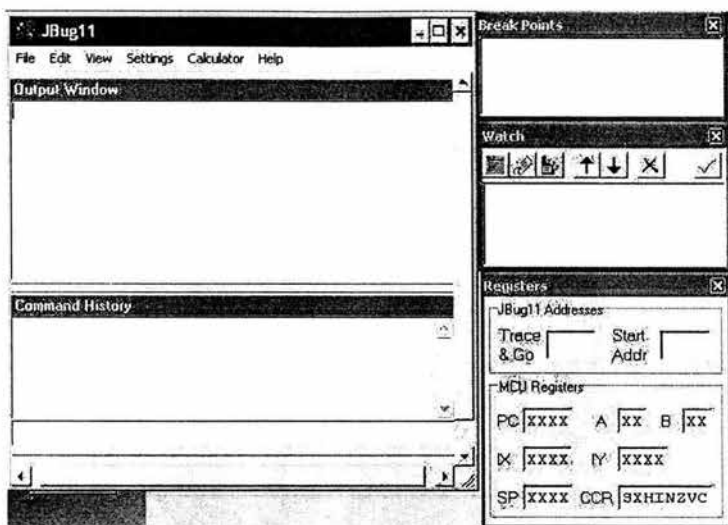 JBug11
File Edit View Settings Calculator Help
Output Window
Command History
Break Points
Watch
Registers
JBug11 Addresses
Trace & Go
Start Addr
MCU Registers
PC XXXX A XX B XX
IX XXXX IY XXXX
SP XXXX CCR SXHINZVC